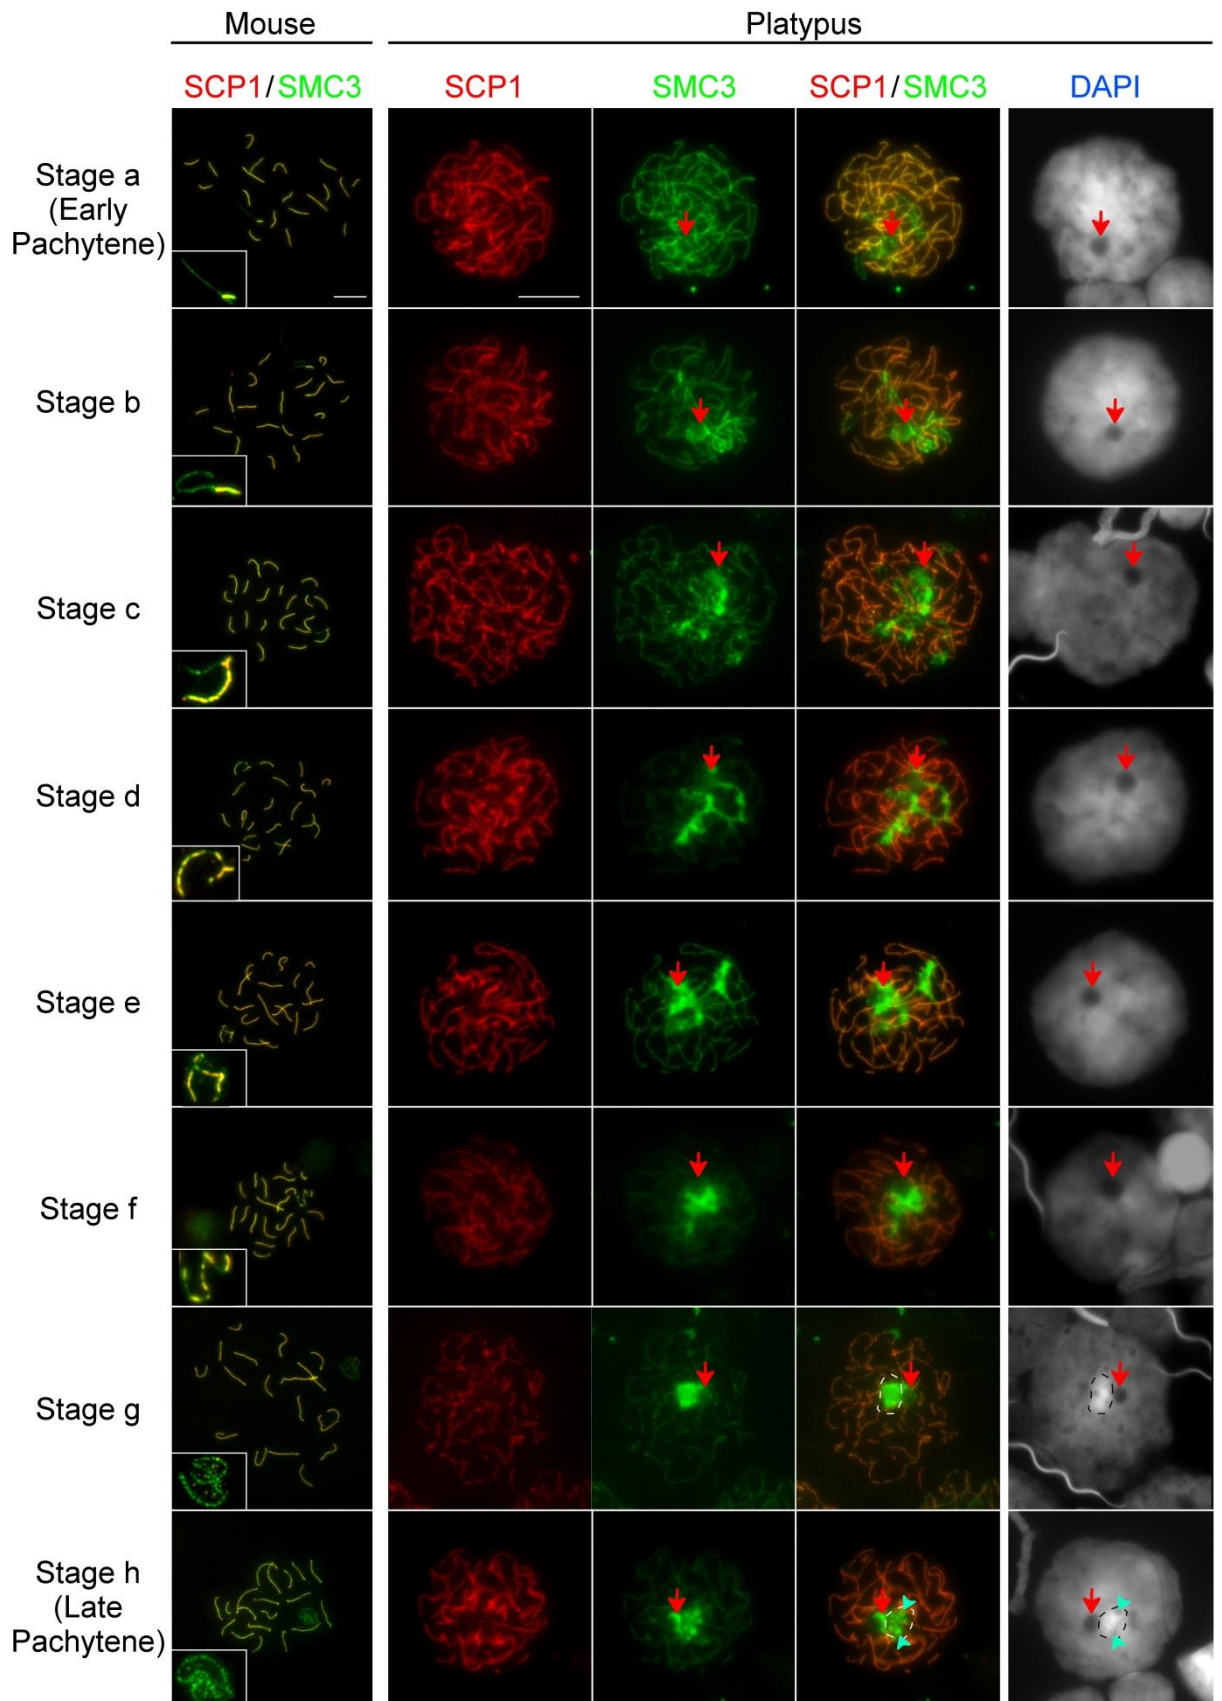 Mouse
Platypus
SCP1/SMC3
SCP1
SMC3
SCP1/SMC3
DAPI
Stage a
(Early
Pachytene)
Stage b
Stage c
Stage d
Stage e
Stage f
Stage g
Stage h
(Late
Pachytene)